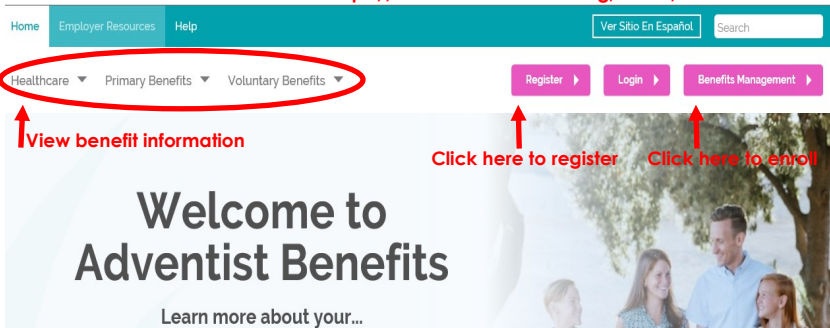 Home Employer Resources Help Ver Sitio En Español Search
Healthcare Primary Benefits Voluntary Benefits Register Login Benefits Management
View benefit information
Click here to register Click here to enroll
Welcome to
Adventist Benefits
Learn more about your...